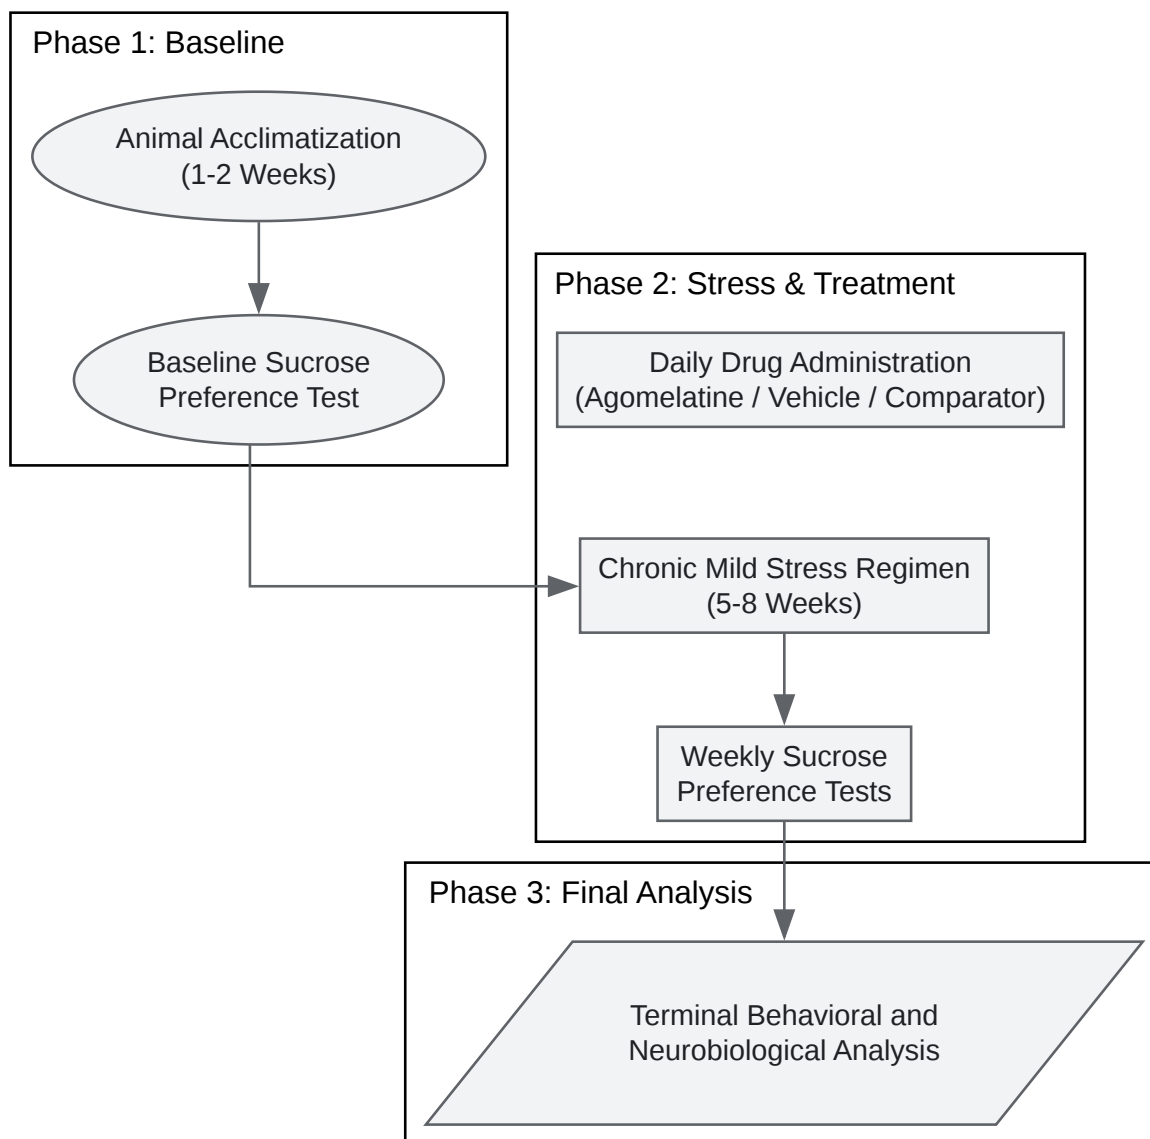 Phase 1: Baseline
Animal Acclimatization
(1-2 Weeks)
Baseline Sucrose
Preference Test
Phase 2: Stress & Treatment
Daily Drug Administration
(Agomelatine / Vehicle / Comparator)
Chronic Mild Stress Regimen
(5-8 Weeks)
Weekly Sucrose
Preference Tests
Phase 3: Final Analysis
Terminal Behavioral and
Neurobiological Analysis